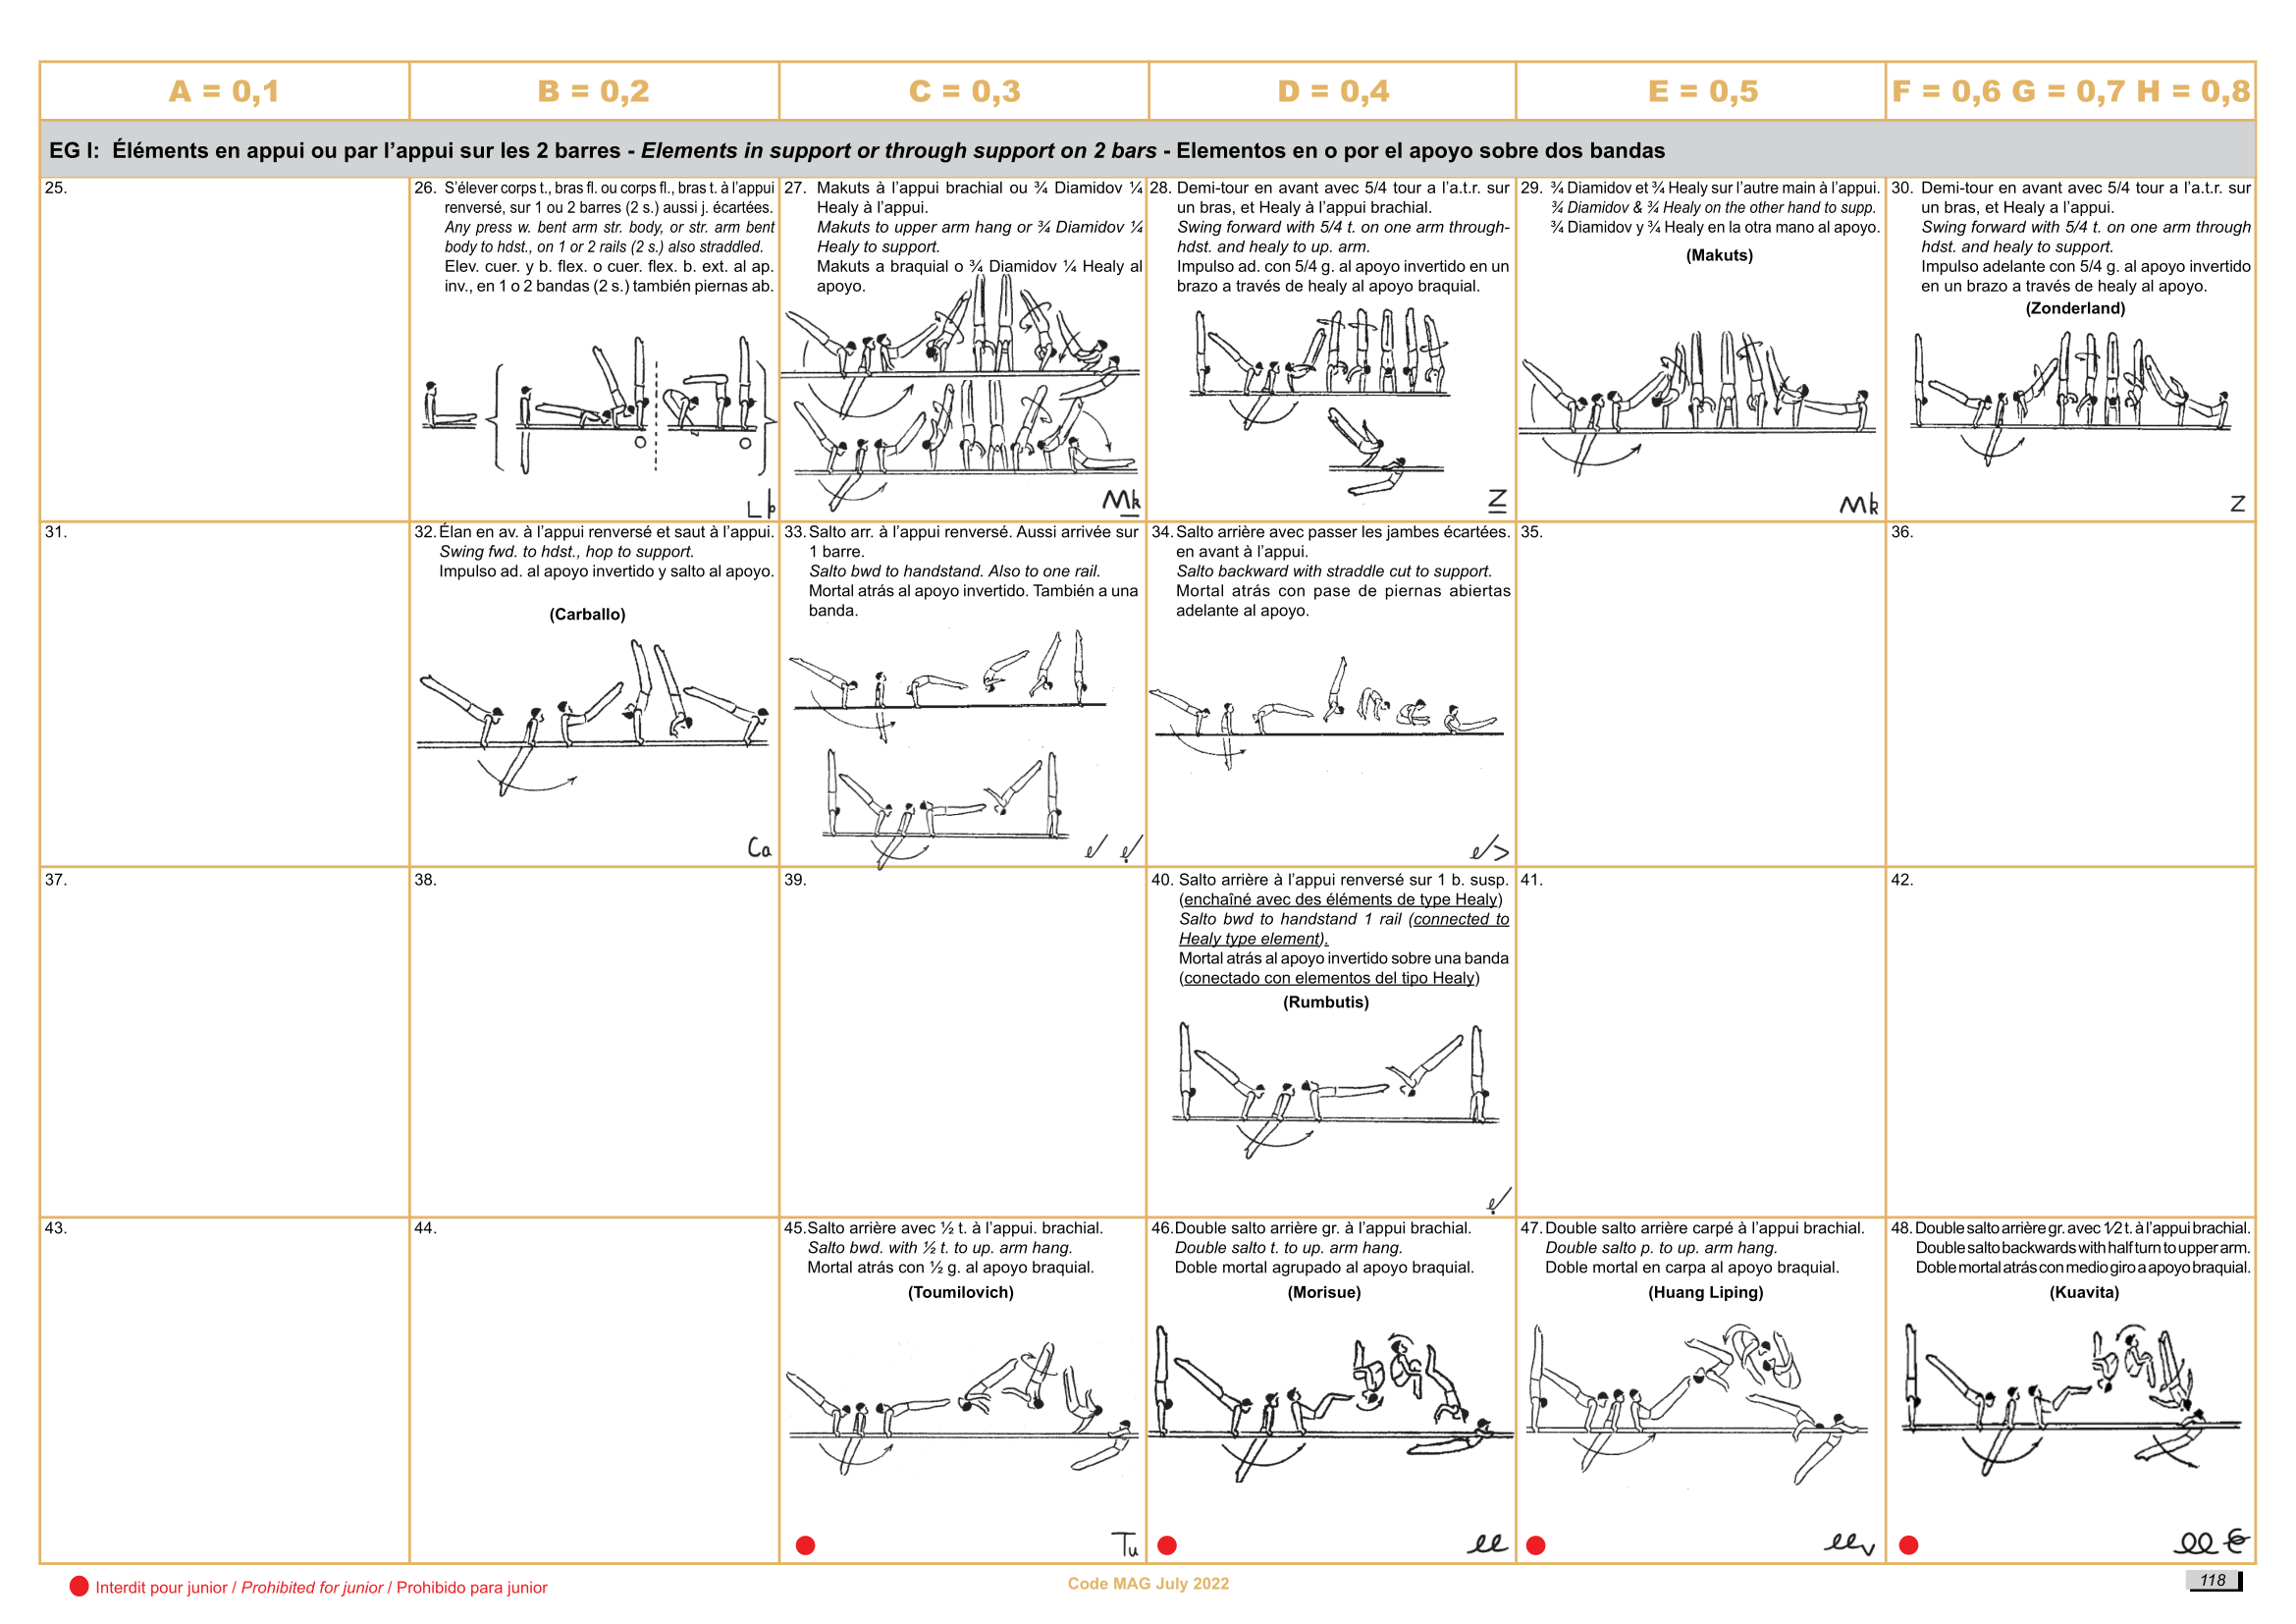 A = 0,1
B = 0,2
C = 0,3
D = 0,4
E = 0,5
F = 0,6 G = 0,7 H = 0,8
EG I: Éléments en appui ou par l’appui sur les 2 barres - Elements in support or through support on 2 bars - Elementos en o por el apoyo sobre dos bandas
25.
26. S’élever corps t., bras fl. ou corps fl., bras t. à l’appui
renversé, sur 1 ou 2 barres (2 s.) aussi j. écartées.
Any press w. bent arm str. body, or str. arm bent
body to hdst., on 1 or 2 rails (2 s.) also straddled.
Elev. cuer. y b. flex. o cuer. flex. b. ext. al ap.
inv., en 1 o 2 bandas (2 s.) también piernas ab.
27. Makuts à l’appui brachial ou ¾ Diamidov ¼
Healy à l’appui.
Makuts to upper arm hang or ¾ Diamidov ¼
Healy to support.
Makuts a braquial o ¾ Diamidov ¼ Healy al
apoyo.
Mk
28. Demi-tour en avant avec 5/4 tour a l’a.t.r. sur
un bras, et Healy à l’appui brachial.
Swing forward with 5/4 t. on one arm through-
hdst. and healy to up. arm.
Impulso ad. con 5/4 g. al apoyo invertido en un
brazo a través de healy al apoyo braquial.
Z
29. ¾ Diamidov et ¾ Healy sur l’autre main à l’appui.
¾ Diamidov & ¾ Healy on the other hand to supp.
¾ Diamidov y ¾ Healy en la otra mano al apoyo.
(Makuts)
Mk
30. Demi-tour en avant avec 5/4 tour a l’a.t.r. sur
un bras, et Healy a l’appui.
Swing forward with 5/4 t. on one arm through
hdst. and healy to support.
Impulso adelante con 5/4 g. al apoyo invertido
en un brazo a través de healy al apoyo.
(Zonderland)
Z
31.
32. Élan en av. à l’appui renversé et saut à l’appui.
Swing fwd. to hdst., hop to support.
Impulso ad. al apoyo invertido y salto al apoyo.
(Carballo)
Ca
33. Salto arr. à l’appui renversé. Aussi arrivée sur
1 barre.
Salto bwd to handstand. Also to one rail.
Mortal atrás al apoyo invertido. También a una
banda.
34. Salto arrière avec passer les jambes écartées.
en avant à l’appui.
Salto backward with straddle cut to support.
Mortal atrás con pase de piernas abiertas
adelante al apoyo.
35.
36.
37.
38.
39.
40. Salto arrière à l’appui renversé sur 1 b. susp.
(enchaîné avec des éléments de type Healy)
Salto bwd to handstand 1 rail (connected to
Healy type element).
Mortal atrás al apoyo invertido sobre una banda
(conectado con elementos del tipo Healy)
(Rumbutis)
41.
42.
43.
44.
45. Salto arrière avec ½ t. à l’appui. brachial.
Salto bwd. with ½ t. to up. arm hang.
Mortal atrás con ½ g. al apoyo braquial.
(Toumilovich)
Tu
46. Double salto arrière gr. à l’appui brachial.
Double salto t. to up. arm hang.
Doble mortal agrupado al apoyo braquial.
(Morisue)
47. Double salto arrière carpé à l’appui brachial.
Double salto p. to up. arm hang.
Doble mortal en carpa al apoyo braquial.
(Huang Liping)
48. Double salto arrière gr. avec 1⁄2 t. à l’appui brachial.
Double salto backwards with half turn to upper arm.
Doble mortal atrás con medio giro a apoyo braquial.
(Kuavita)
Interdit pour junior / Prohibited for junior / Prohibido para junior
Code MAG July 2022
118